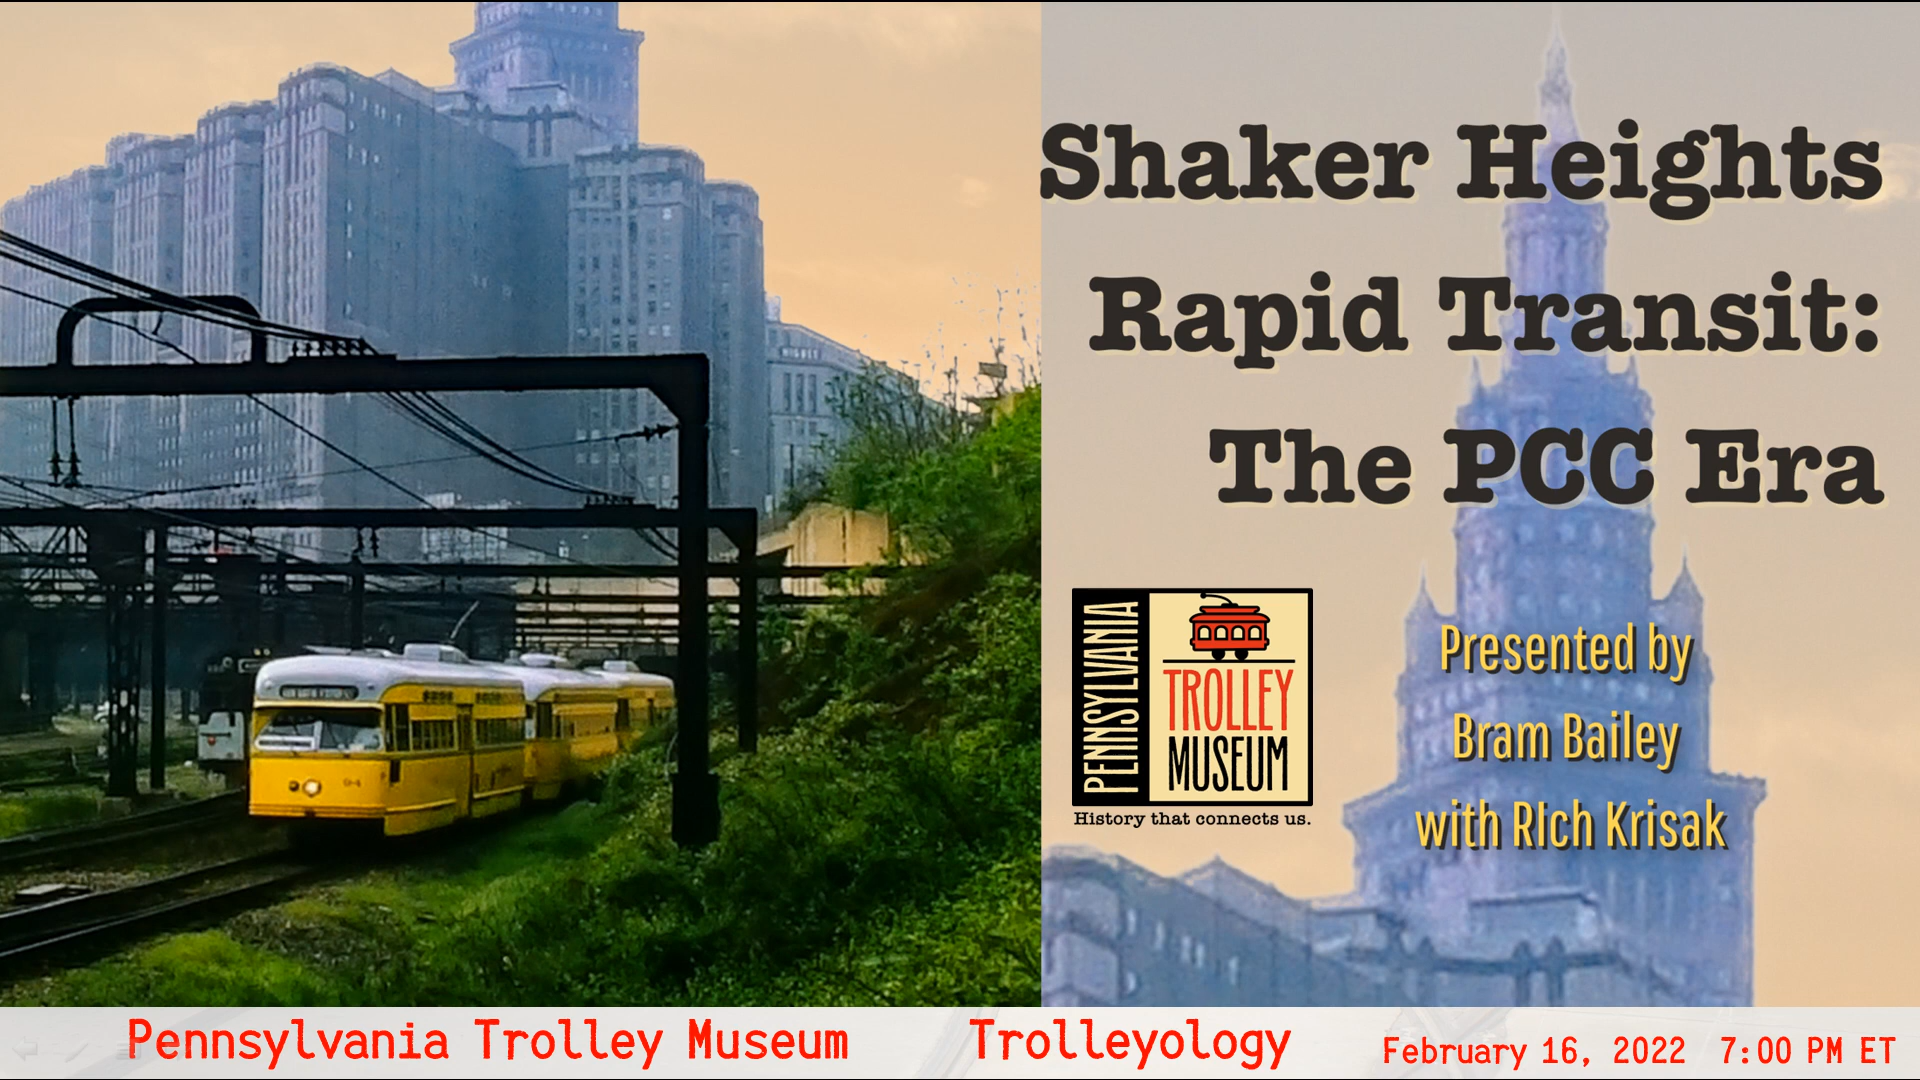 Shaker Heights
Rapid Transit:
The PCC Era
PENNSYLVANIA
TROLLEY
MUSEUM
History that connects us.
Presented by
Bram Bailey
with RIch Krisak
94
Pennsylvania Trolley Museum Trolleyology February 16, 2022 7:00 PM ET